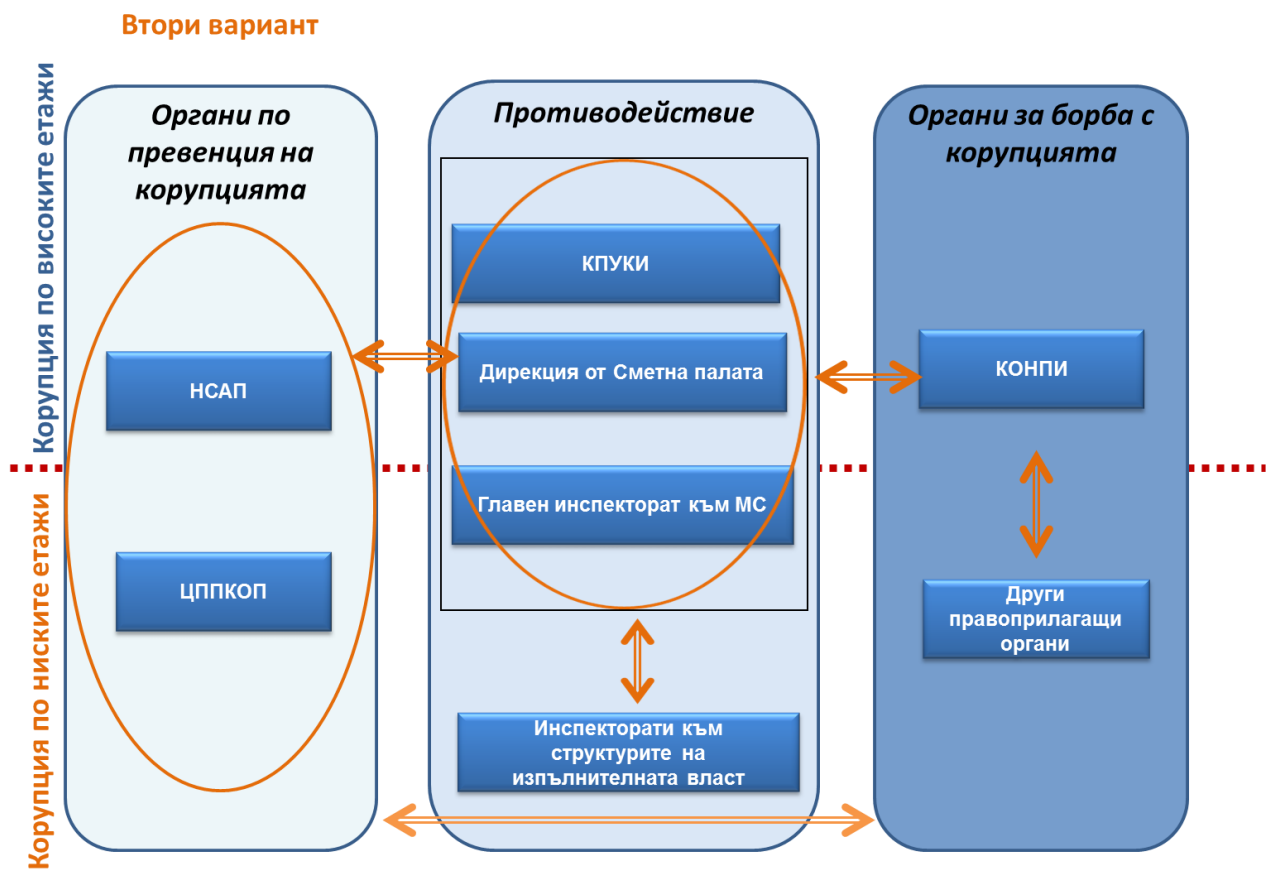 Втори вариант
Корупция по високите етажи
Корупция по ниските етажи
Органи по
превенция на
корупцията
НСАП
ЦППКОП
Противодействие
КПУКИ
Дирекция от Сметна палата
Главен инспекторат към МС
Инспекторати към
структурите на
изпълнителната власт
Органи за борба с
корупцията
КОНПИ
Други
правоприлагащи
органи